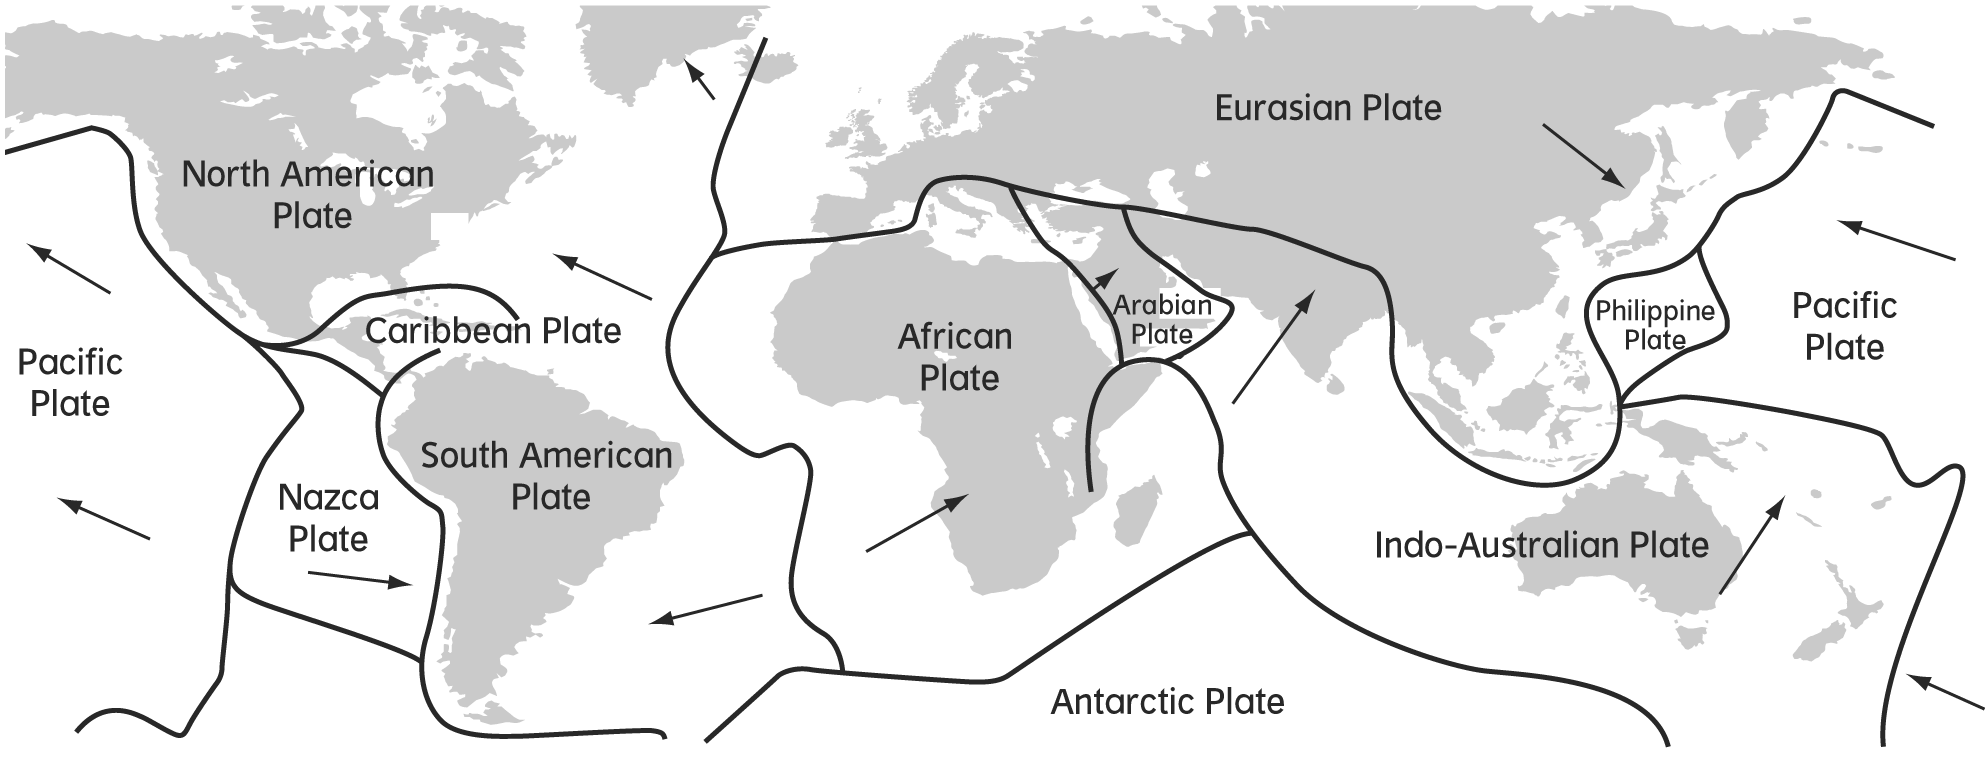 Eurasian Plate
North American
Plate
Caribbean Plate
Pacific
Plate
African
Plate
Arabian
Plate
Philippine
Plate
Pacific
Plate
South American
Plate
Nazca
Plate
Indo-Australian Plate
Antarctic Plate